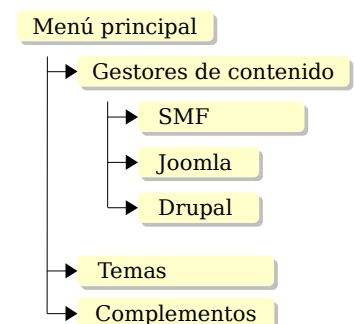 Menú principal
Gestores de contenido
SMF
Joomla
Drupal
Temas
Complementos